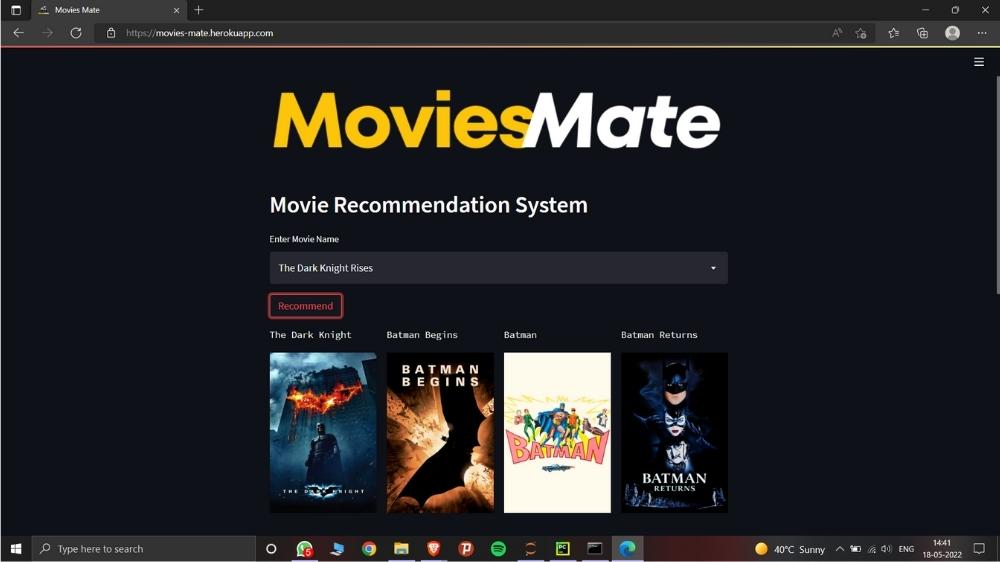 Movies Mate
https://movies-mate.herokuapp.com
MoviesMate
Movie Recommendation System
Enter Movie Name
The Dark Knight Rises
Recommend
The Dark Knight
Batman Begins
Batman
Batman Returns
THE DARK KNIGHT
BATMAN
BEGINS
BATMAN
BATMAN
RETURNS
Type here to search
5
PC
40°C Sunny
ENG
14:41
18-05-2022